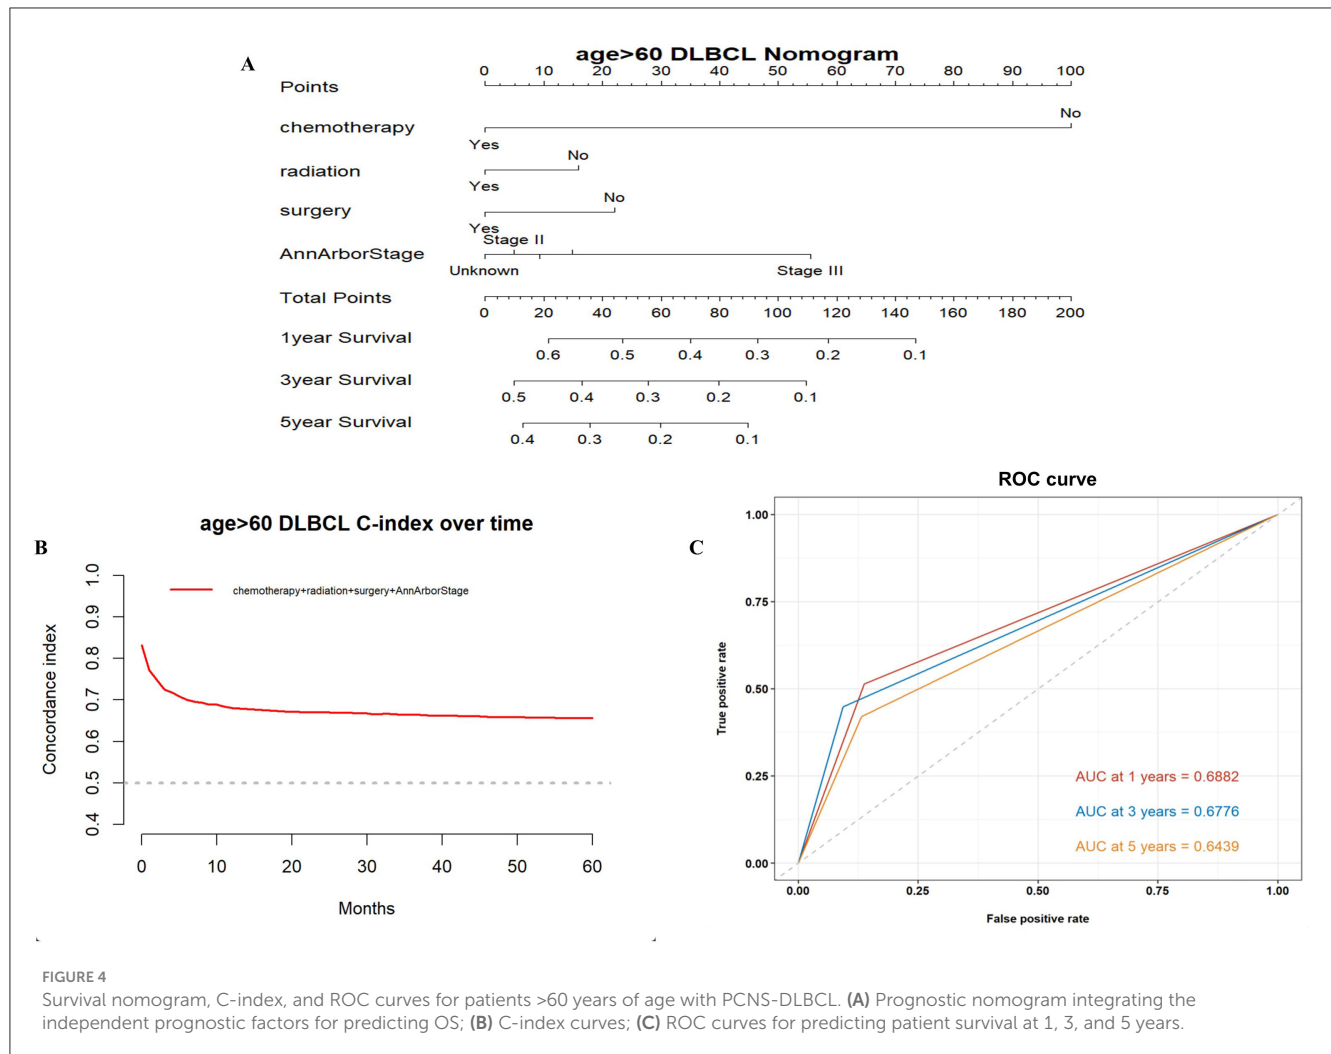 A
age>60 DLBCL Nomogram
0 10 20 30 40 50 60 70 80 90 100
Points
No
chemotherapy
Yes
No
radiation
Yes
No
surgery
Yes
Stage II
AnnArborStage
Unknown Stage III
Total Points
0 20 40 60 80 100 120 140 160 180 200
1year Survival
0.6 0.5 0.4 0.3 0.2 0.1
3year Survival
0.5 0.4 0.3 0.2 0.1
5year Survival
0.4 0.3 0.2 0.1
B
age>60 DLBCL C-index over time
chemotherapy+radiation+surgery+AnnArborStage
Concordance index
1.0
0.9
0.8
0.7
0.6
0.5
0.4
0 10 20 30 40 50 60
Months
C
ROC curve
True positive rate
1.00
0.75
0.50
0.25
0.00
AUC at 1 years = 0.6882
AUC at 3 years = 0.6776
AUC at 5 years = 0.6439
0.00 0.25 0.50 0.75 1.00
False positive rate
FIGURE 4
Survival nomogram, C-index, and ROC curves for patients >60 years of age with PCNS-DLBCL. (A) Prognostic nomogram integrating the
independent prognostic factors for predicting OS; (B) C-index curves; (C) ROC curves for predicting patient survival at 1, 3, and 5 years.